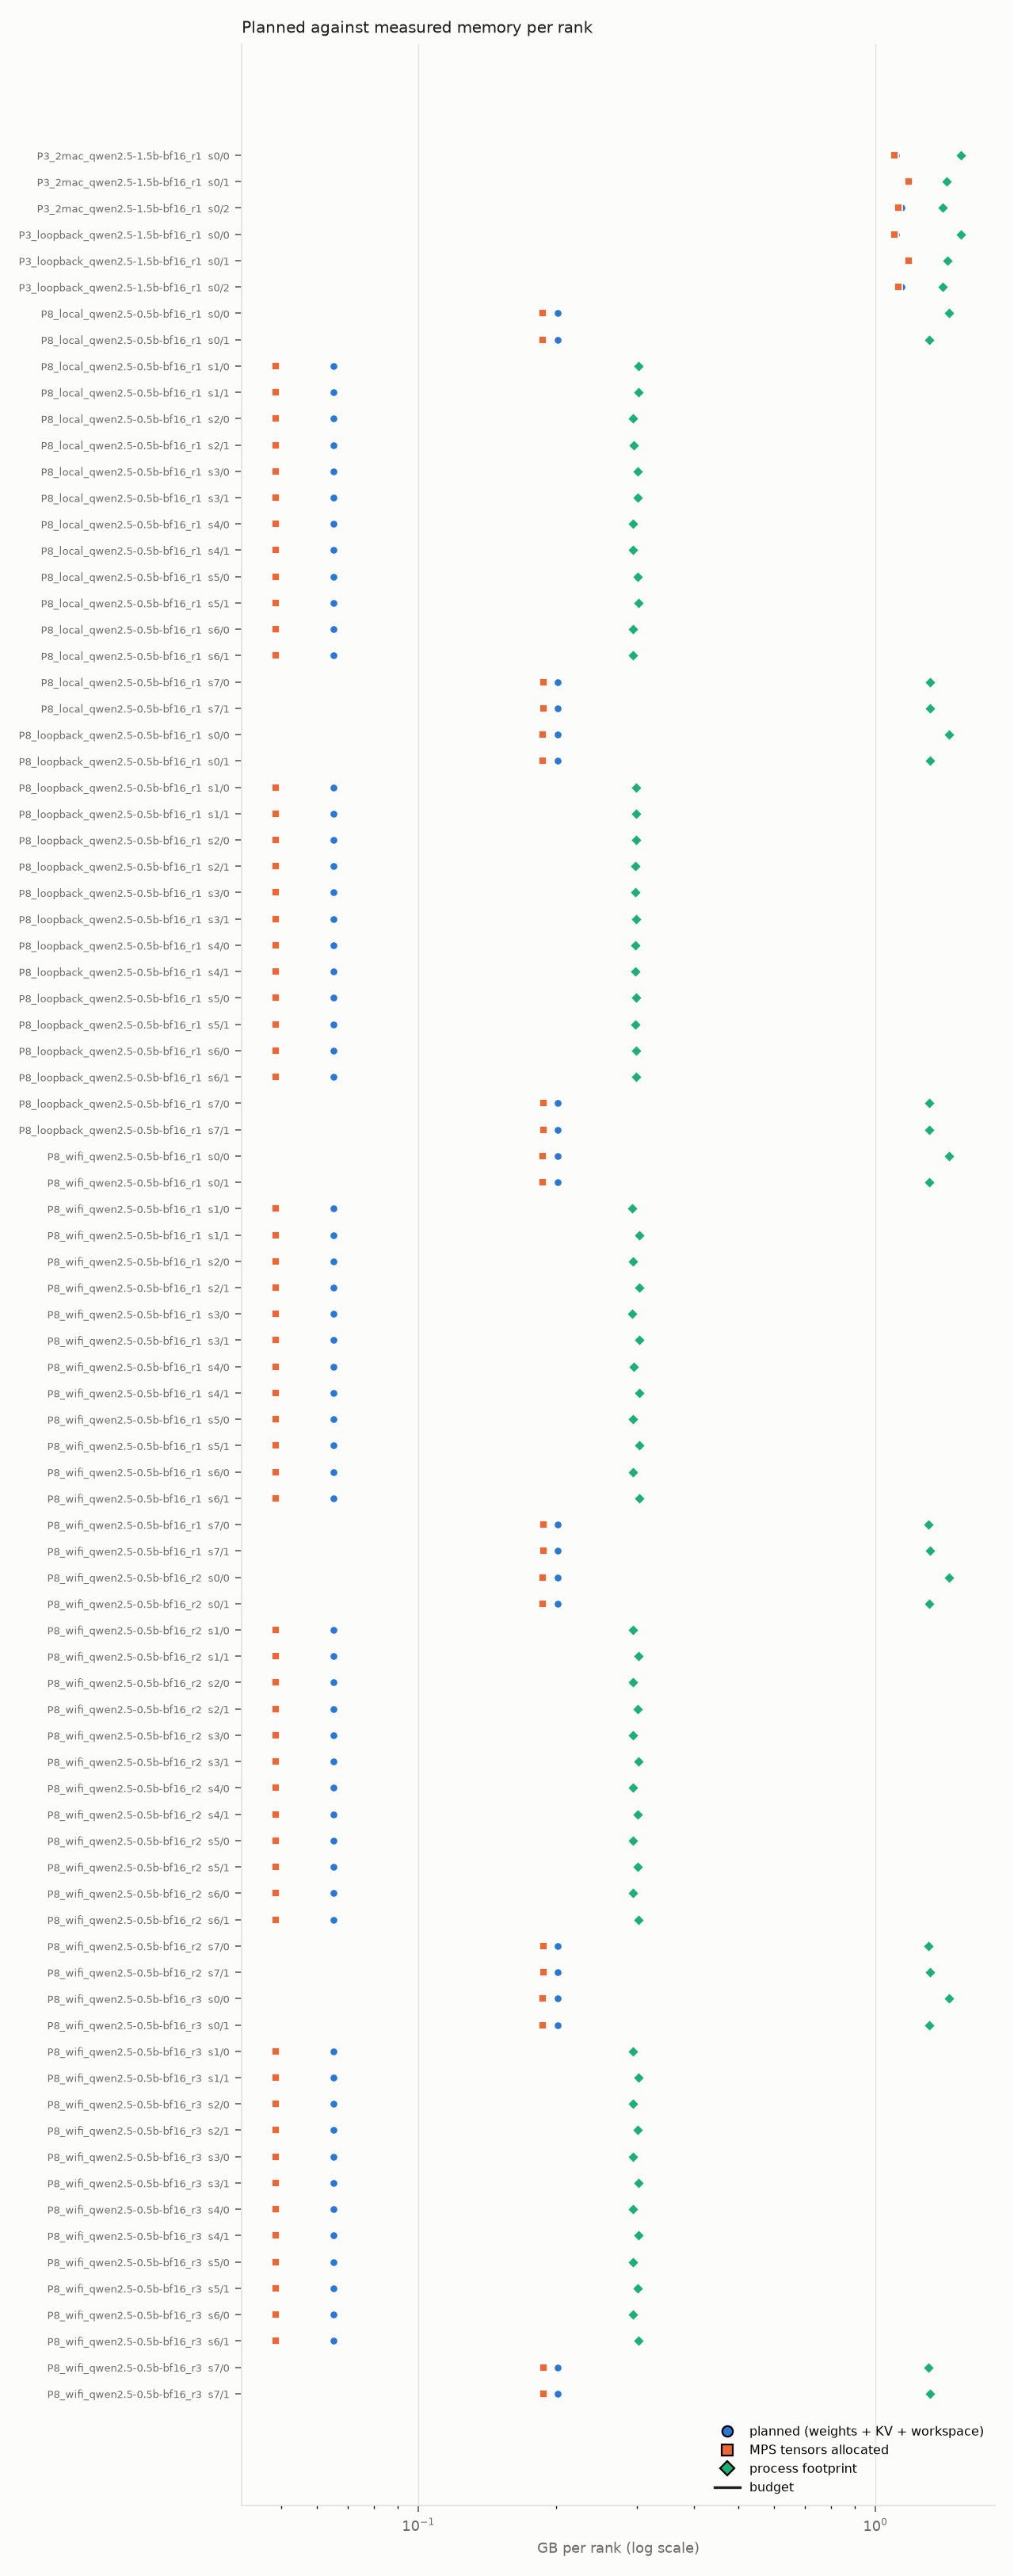 Planned against measured memory per rank
P3_2mac_qwen2.5-1.5b-bf16_r1 s0/0
P3_2mac_qwen2.5-1.5b-bf16_r1 s0/1
P3_2mac_qwen2.5-1.5b-bf16_r1 s0/2
P3_loopback_qwen2.5-1.5b-bf16_r1 s0/0
P3_loopback_qwen2.5-1.5b-bf16_r1 s0/1
P3_loopback_qwen2.5-1.5b-bf16_r1 s0/2
P8_local_qwen2.5-0.5b-bf16_r1 s0/0
P8_local_qwen2.5-0.5b-bf16_r1 s0/1
P8_local_qwen2.5-0.5b-bf16_r1 s1/0
P8_local_qwen2.5-0.5b-bf16_r1 s1/1
P8_local_qwen2.5-0.5b-bf16_r1 s2/0
P8_local_qwen2.5-0.5b-bf16_r1 s2/1
P8_local_qwen2.5-0.5b-bf16_r1 s3/0
P8_local_qwen2.5-0.5b-bf16_r1 s3/1
P8_local_qwen2.5-0.5b-bf16_r1 s4/0
P8_local_qwen2.5-0.5b-bf16_r1 s4/1
P8_local_qwen2.5-0.5b-bf16_r1 s5/0
P8_local_qwen2.5-0.5b-bf16_r1 s5/1
P8_local_qwen2.5-0.5b-bf16_r1 s6/0
P8_local_qwen2.5-0.5b-bf16_r1 s6/1
P8_local_qwen2.5-0.5b-bf16_r1 s7/0
P8_local_qwen2.5-0.5b-bf16_r1 s7/1
P8_loopback_qwen2.5-0.5b-bf16_r1 s0/0
P8_loopback_qwen2.5-0.5b-bf16_r1 s0/1
P8_loopback_qwen2.5-0.5b-bf16_r1 s1/0
P8_loopback_qwen2.5-0.5b-bf16_r1 s1/1
P8_loopback_qwen2.5-0.5b-bf16_r1 s2/0
P8_loopback_qwen2.5-0.5b-bf16_r1 s2/1
P8_loopback_qwen2.5-0.5b-bf16_r1 s3/0
P8_loopback_qwen2.5-0.5b-bf16_r1 s3/1
P8_loopback_qwen2.5-0.5b-bf16_r1 s4/0
P8_loopback_qwen2.5-0.5b-bf16_r1 s4/1
P8_loopback_qwen2.5-0.5b-bf16_r1 s5/0
P8_loopback_qwen2.5-0.5b-bf16_r1 s5/1
P8_loopback_qwen2.5-0.5b-bf16_r1 s6/0
P8_loopback_qwen2.5-0.5b-bf16_r1 s6/1
P8_loopback_qwen2.5-0.5b-bf16_r1 s7/0
P8_loopback_qwen2.5-0.5b-bf16_r1 s7/1
P8_wifi_qwen2.5-0.5b-bf16_r1 s0/0
P8_wifi_qwen2.5-0.5b-bf16_r1 s0/1
P8_wifi_qwen2.5-0.5b-bf16_r1 s1/0
P8_wifi_qwen2.5-0.5b-bf16_r1 s1/1
P8_wifi_qwen2.5-0.5b-bf16_r1 s2/0
P8_wifi_qwen2.5-0.5b-bf16_r1 s2/1
P8_wifi_qwen2.5-0.5b-bf16_r1 s3/0
P8_wifi_qwen2.5-0.5b-bf16_r1 s3/1
P8_wifi_qwen2.5-0.5b-bf16_r1 s4/0
P8_wifi_qwen2.5-0.5b-bf16_r1 s4/1
P8_wifi_qwen2.5-0.5b-bf16_r1 s5/0
P8_wifi_qwen2.5-0.5b-bf16_r1 s5/1
P8_wifi_qwen2.5-0.5b-bf16_r1 s6/0
P8_wifi_qwen2.5-0.5b-bf16_r1 s6/1
P8_wifi_qwen2.5-0.5b-bf16_r1 s7/0
P8_wifi_qwen2.5-0.5b-bf16_r1 s7/1
P8_wifi_qwen2.5-0.5b-bf16_r2 s0/0
P8_wifi_qwen2.5-0.5b-bf16_r2 s0/1
P8_wifi_qwen2.5-0.5b-bf16_r2 s1/0
P8_wifi_qwen2.5-0.5b-bf16_r2 s1/1
P8_wifi_qwen2.5-0.5b-bf16_r2 s2/0
P8_wifi_qwen2.5-0.5b-bf16_r2 s2/1
P8_wifi_qwen2.5-0.5b-bf16_r2 s3/0
P8_wifi_qwen2.5-0.5b-bf16_r2 s3/1
P8_wifi_qwen2.5-0.5b-bf16_r2 s4/0
P8_wifi_qwen2.5-0.5b-bf16_r2 s4/1
P8_wifi_qwen2.5-0.5b-bf16_r2 s5/0
P8_wifi_qwen2.5-0.5b-bf16_r2 s5/1
P8_wifi_qwen2.5-0.5b-bf16_r2 s6/0
P8_wifi_qwen2.5-0.5b-bf16_r2 s6/1
P8_wifi_qwen2.5-0.5b-bf16_r2 s7/0
P8_wifi_qwen2.5-0.5b-bf16_r2 s7/1
P8_wifi_qwen2.5-0.5b-bf16_r3 s0/0
P8_wifi_qwen2.5-0.5b-bf16_r3 s0/1
P8_wifi_qwen2.5-0.5b-bf16_r3 s1/0
P8_wifi_qwen2.5-0.5b-bf16_r3 s1/1
P8_wifi_qwen2.5-0.5b-bf16_r3 s2/0
P8_wifi_qwen2.5-0.5b-bf16_r3 s2/1
P8_wifi_qwen2.5-0.5b-bf16_r3 s3/0
P8_wifi_qwen2.5-0.5b-bf16_r3 s3/1
P8_wifi_qwen2.5-0.5b-bf16_r3 s4/0
P8_wifi_qwen2.5-0.5b-bf16_r3 s4/1
P8_wifi_qwen2.5-0.5b-bf16_r3 s5/0
P8_wifi_qwen2.5-0.5b-bf16_r3 s5/1
P8_wifi_qwen2.5-0.5b-bf16_r3 s6/0
P8_wifi_qwen2.5-0.5b-bf16_r3 s6/1
P8_wifi_qwen2.5-0.5b-bf16_r3 s7/0
P8_wifi_qwen2.5-0.5b-bf16_r3 s7/1
planned (weights + KV + workspace)
MPS tensors allocated
process footprint
budget
10⁻¹ 10⁰
GB per rank (log scale)